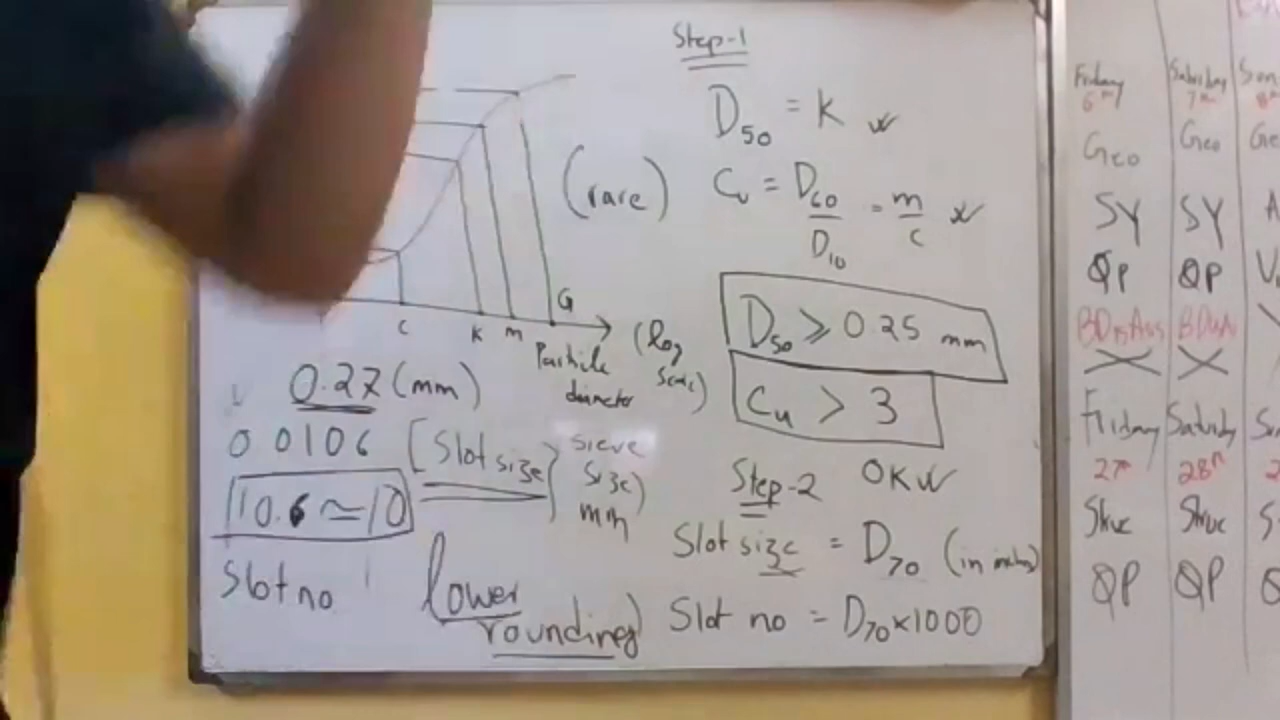 Step-1
D50 = K
(rare)
Cu = D60/D10 = m/c
D50 ⩾ 0.25 mm
Cu > 3
c K m G
Particle diameter
(log scale)
0.27 (mm)
0.0106 [Slot size} sieve size) mm
10.6 ≃ 10
Slot no
lower
rounding)
Step-2 OK
Slot size = D70 (in inches)
Slot no = D70×1000
Friday Saturday
6th 7th
Geo Geo
SY SY
QP QP
Friday Saturday
27th 28th
Struc Struc
QP QP